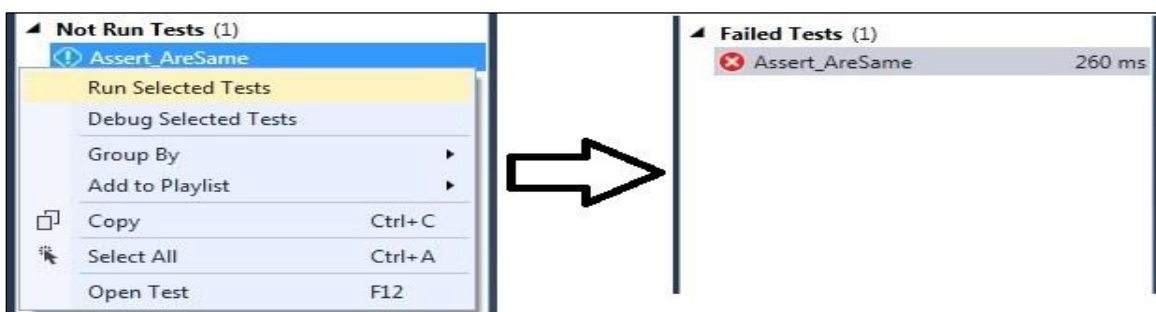 Not Run Tests (1)
Assert_AreSame
Run Selected Tests
Debug Selected Tests
Group By
Add to Playlist
Copy Ctrl+C
Select All Ctrl+A
Open Test F12
Failed Tests (1)
Assert_AreSame 260 ms